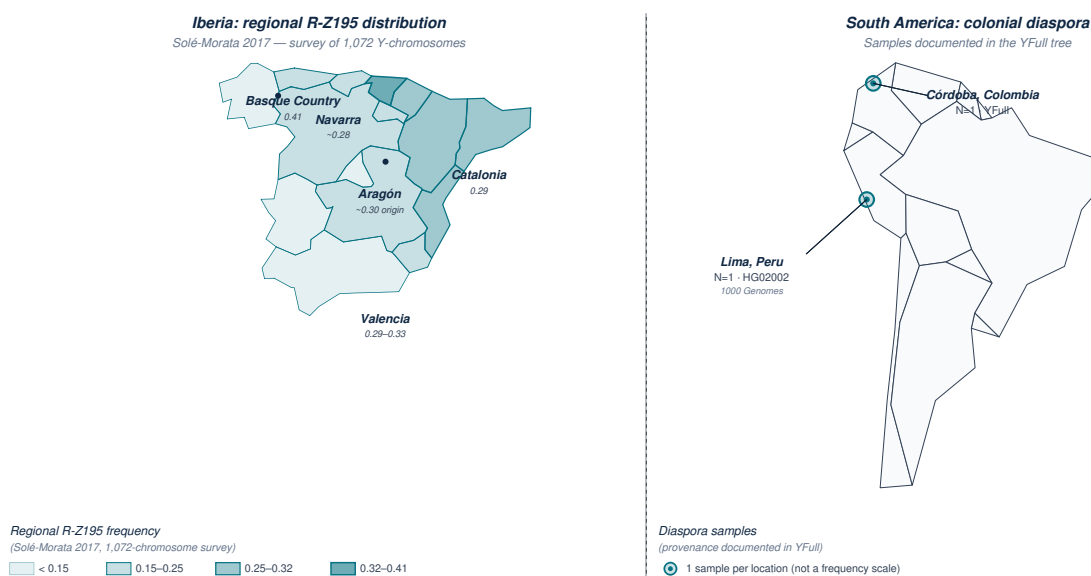 Iberia: regional R-Z195 distribution
Solé-Morata 2017 — survey of 1,072 Y-chromosomes
Basque Country
0.41
Navarra
~0.28
Catalonia
0.29
Aragón
~0.30 origin
Valencia
0.29–0.33
Regional R-Z195 frequency
(Solé-Morata 2017, 1,072-chromosome survey)
< 0.15
0.15–0.25
0.25–0.32
0.32–0.41
South America: colonial diaspora
Samples documented in the YFull tree
Córdoba, Colombia
N=1 · YFull
Lima, Peru
N=1 · HG02002
1000 Genomes
Diaspora samples
(provenance documented in YFull)
1 sample per location (not a frequency scale)